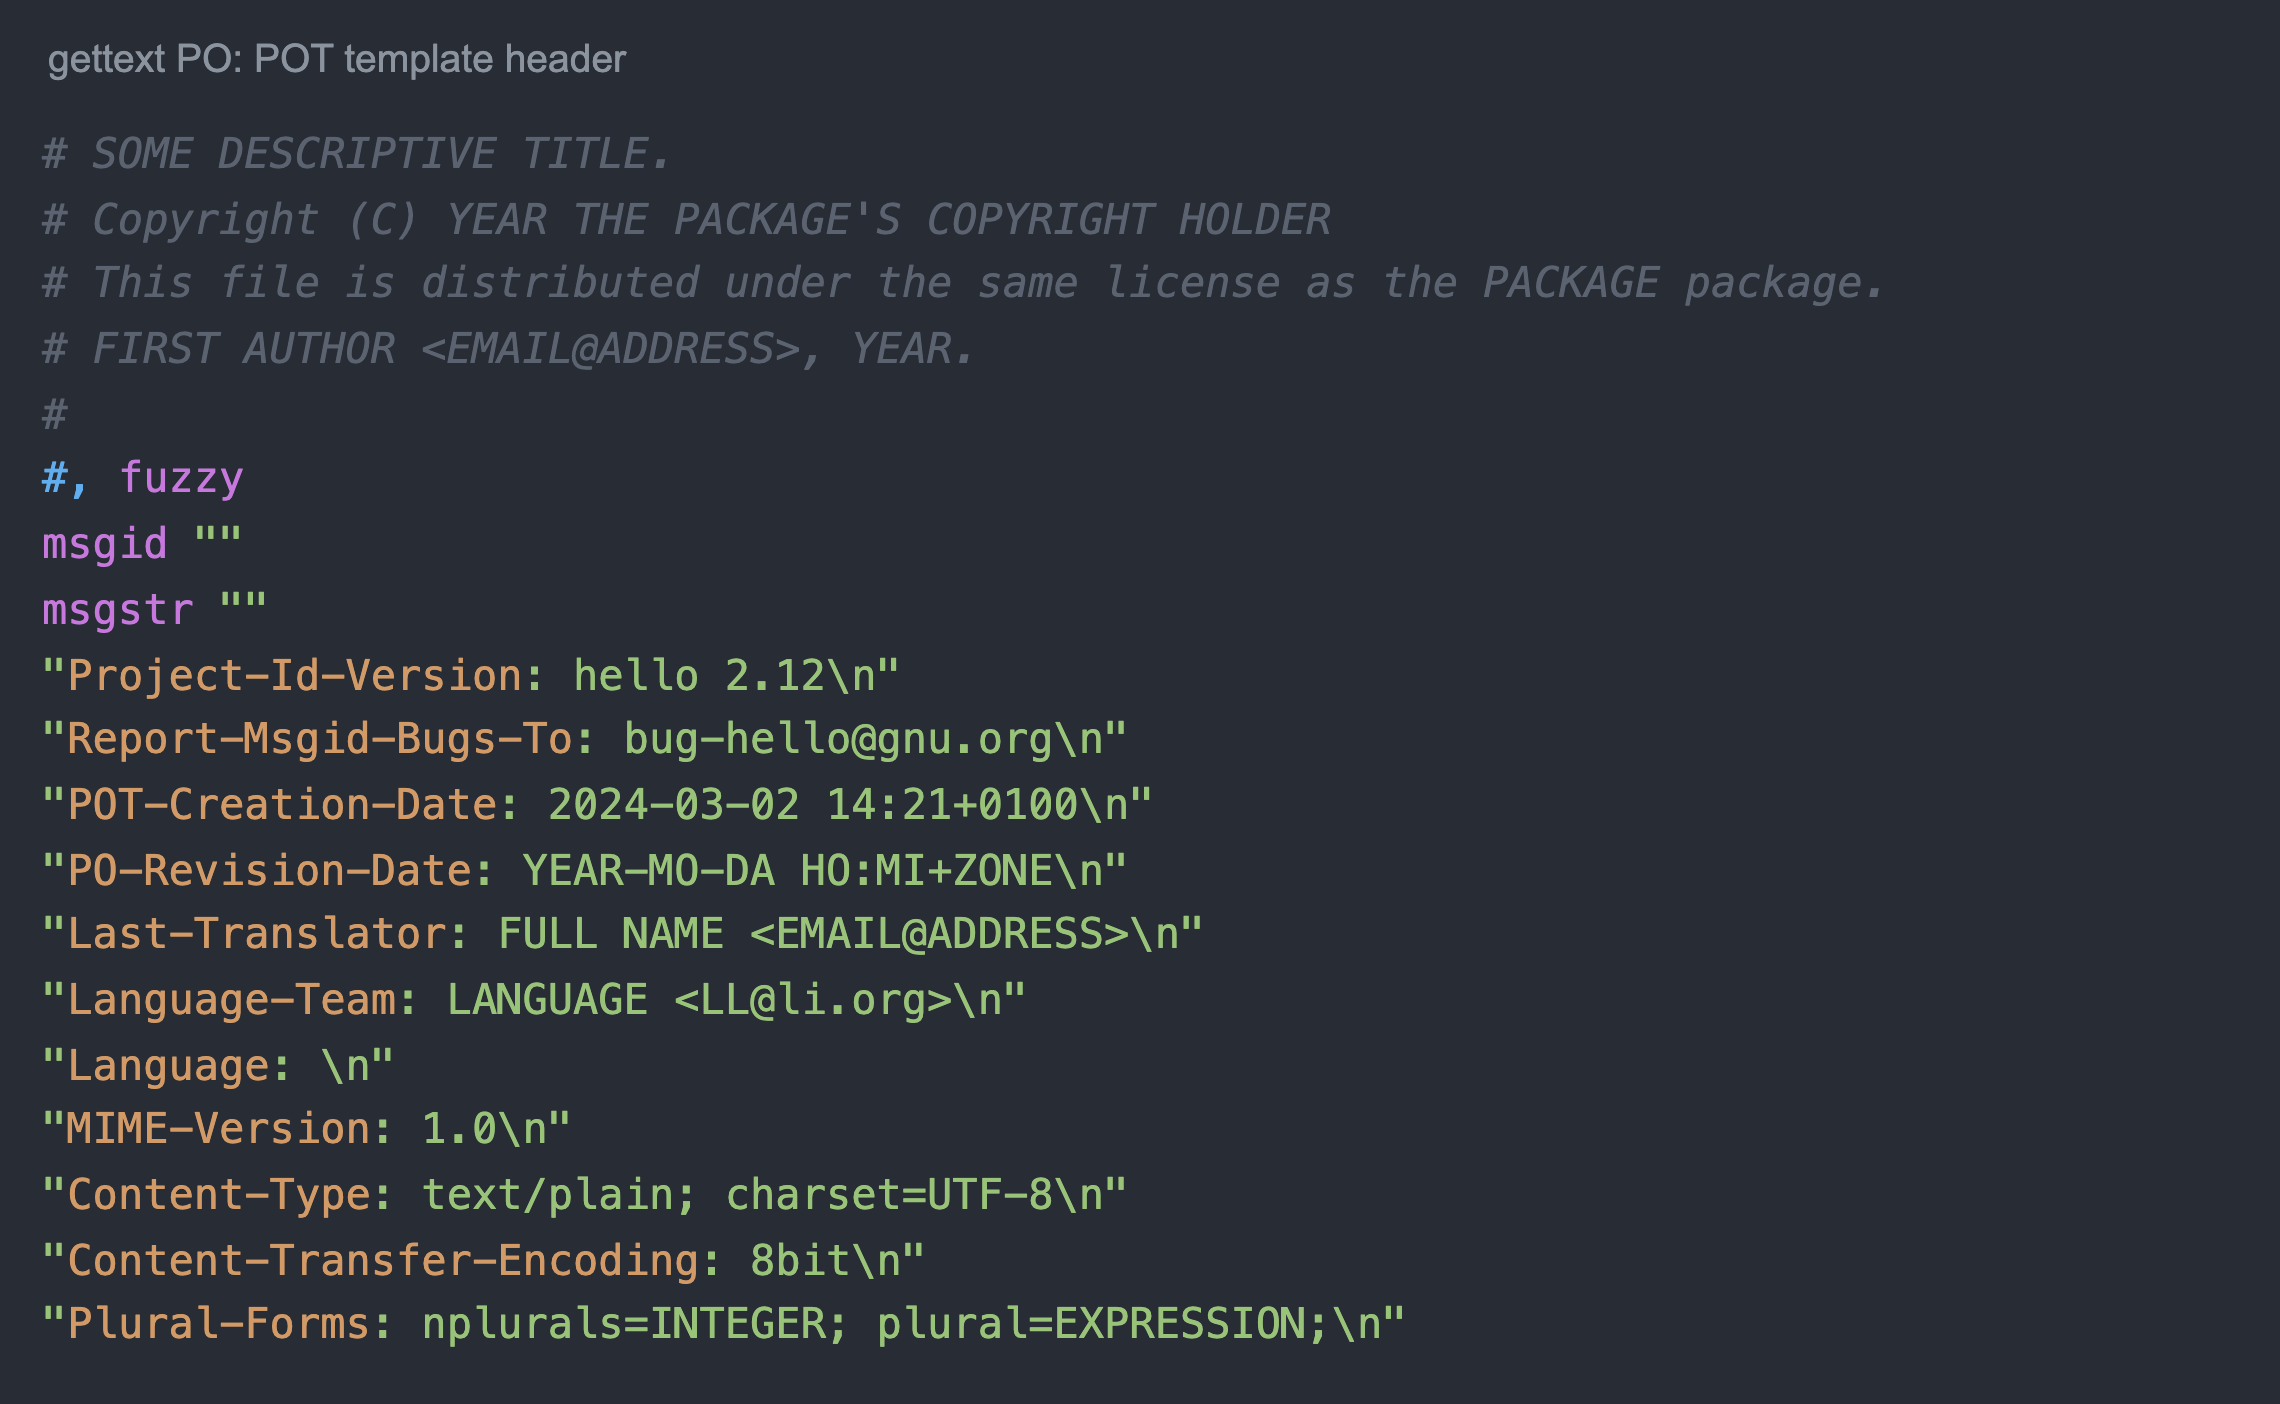 gettext PO: POT template header
# SOME DESCRIPTIVE TITLE.
# Copyright (C) YEAR THE PACKAGE'S COPYRIGHT HOLDER
# This file is distributed under the same license as the PACKAGE package.
# FIRST AUTHOR <EMAIL@ADDRESS>, YEAR.
#
#, fuzzy
msgid ""
msgstr ""
"Project-Id-Version: hello 2.12\n"
"Report-Msgid-Bugs-To: bug-hello@gnu.org\n"
"POT-Creation-Date: 2024-03-02 14:21+0100\n"
"PO-Revision-Date: YEAR-MO-DA HO:MI+ZONE\n"
"Last-Translator: FULL NAME <EMAIL@ADDRESS>\n"
"Language-Team: LANGUAGE <LL@li.org>\n"
"Language: \n"
"MIME-Version: 1.0\n"
"Content-Type: text/plain; charset=UTF-8\n"
"Content-Transfer-Encoding: 8bit\n"
"Plural-Forms: nplurals=INTEGER; plural=EXPRESSION;\n"